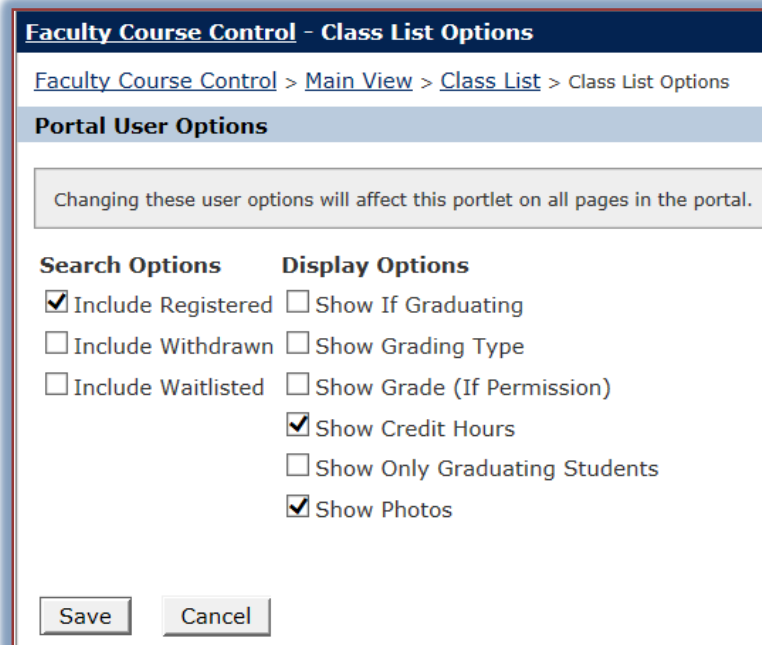 Faculty Course Control - Class List Options
Faculty Course Control > Main View > Class List > Class List Options
Portal User Options
Changing these user options will affect this portlet on all pages in the portal.
Search Options Display Options
Include Registered Show If Graduating
Include Withdrawn Show Grading Type
Include Waitlisted Show Grade (If Permission)
Show Credit Hours
Show Only Graduating Students
Show Photos
Save Cancel